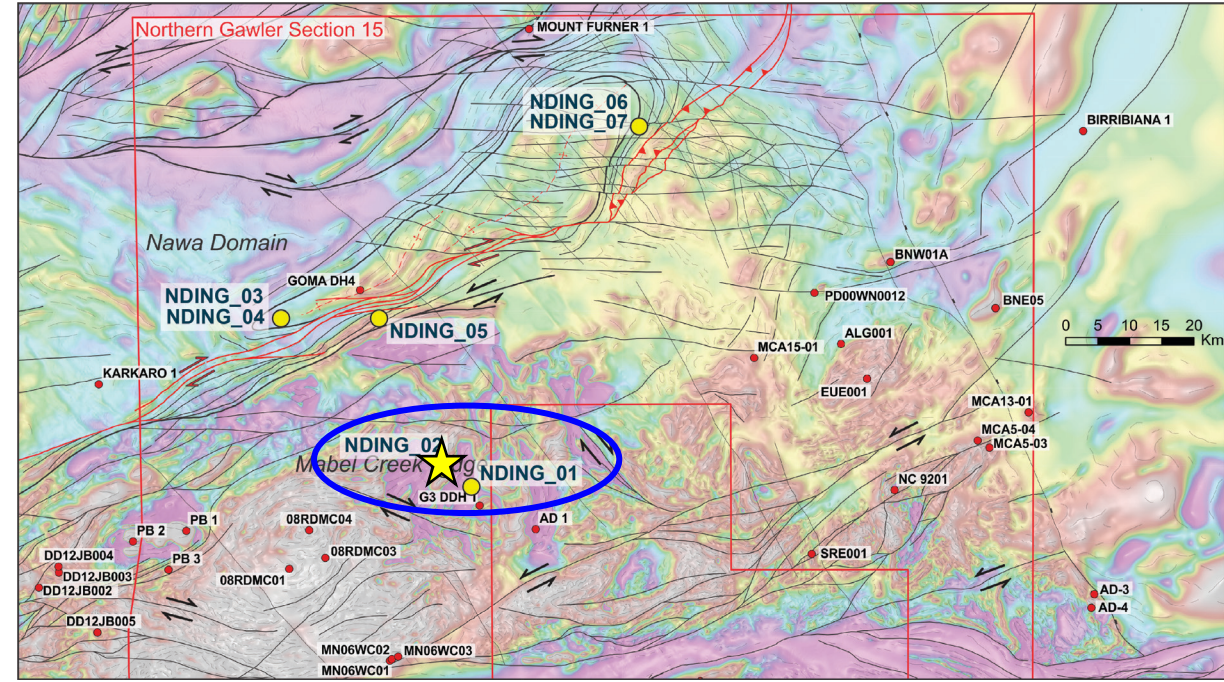 Northern Gawler Section 15
MOUNT FURNER 1
NDING_06
NDING_07
BIRRIBIANA 1
Nawa Domain
BNW01A
GOMA DH4
NDING_03
NDING_04
PD00WN0012
BNE05
NDING_05
0 5 10 15 20
Km
ALG001
MCA15-01
KARKARO 1
EUE001
MCA13-01
MCA5-04
MCA5-03
NDING_02
Mabel Creek
NDING_01
G3 DDH 1
NC 9201
PB 1
08RDMC04
AD 1
PB 2
DD12JB004
PB 3
08RDMC03
SRE001
DD12JB003
08RDMC01
DD12JB002
AD-3
AD-4
DD12JB005
MN06WC02
MN06WC03
MN06WC01